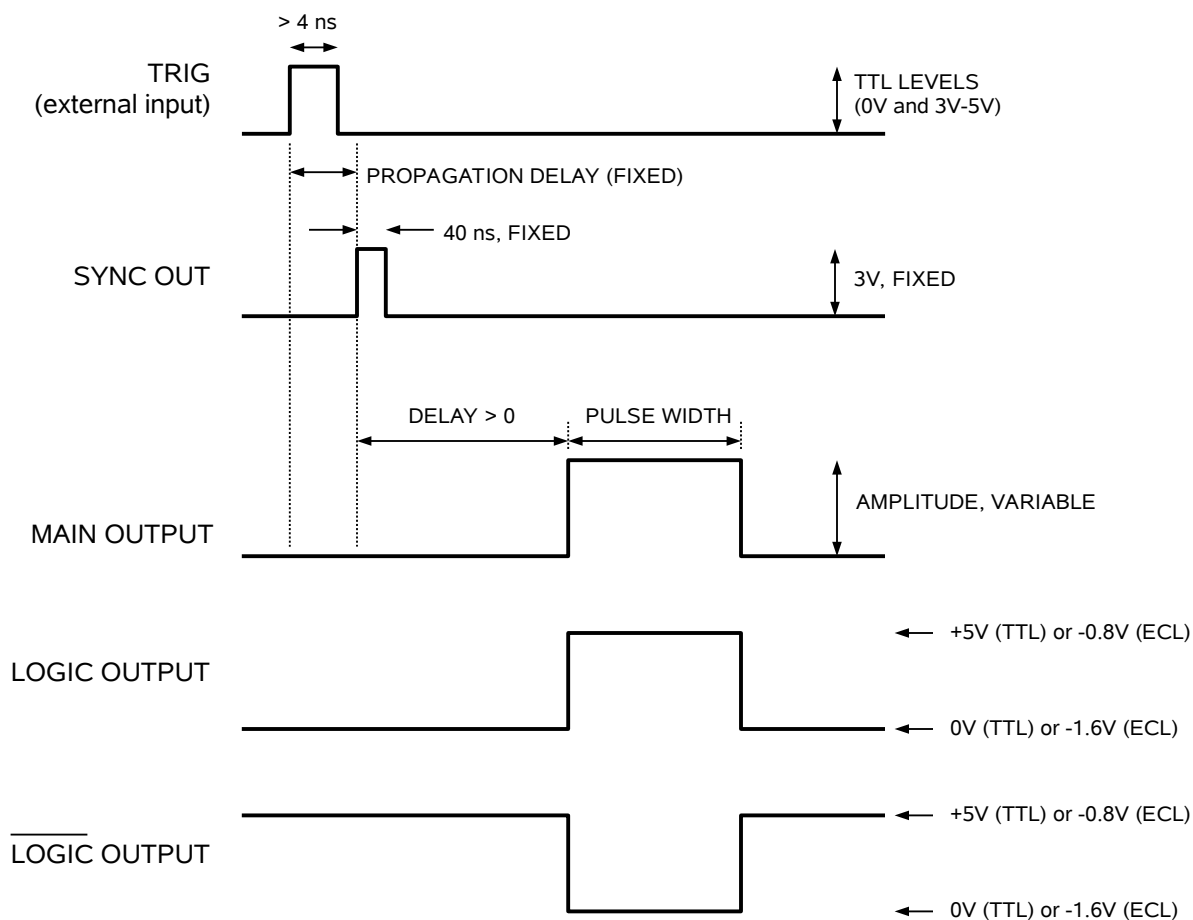 > 4 ns
TRIG
(external input)
TTL LEVELS
(0V and 3V-5V)
PROPAGATION DELAY (FIXED)
40 ns, FIXED
SYNC OUT
3V, FIXED
DELAY > 0
PULSE WIDTH
AMPLITUDE, VARIABLE
MAIN OUTPUT
+5V (TTL) or -0.8V (ECL)
LOGIC OUTPUT
0V (TTL) or -1.6V (ECL)
+5V (TTL) or -0.8V (ECL)
LOGIC OUTPUT
0V (TTL) or -1.6V (ECL)